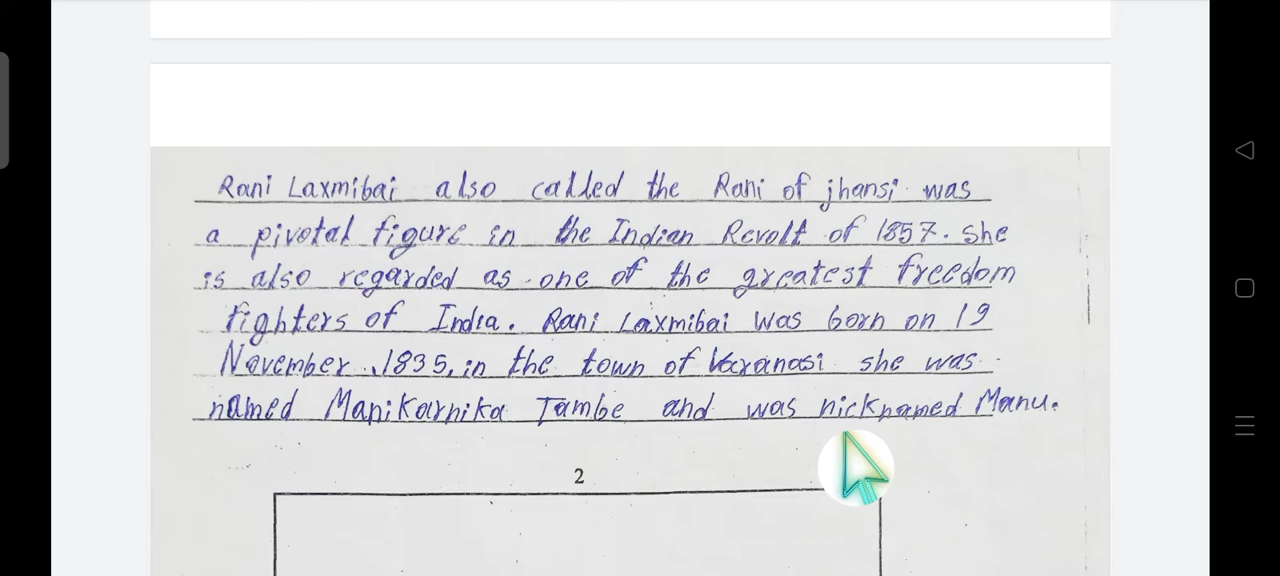 Rani Laxmibai also called the Rani of jhansi was
a pivotal figure in the Indian Revolt of 1857. she
is also regarded as one of the greatest freedom
fighters of India. Rani Laxmibai was born on 19
November, 1835, in the town of Varanasi she was
named Manikarnika Tambe and was nicknamed Manu.
2